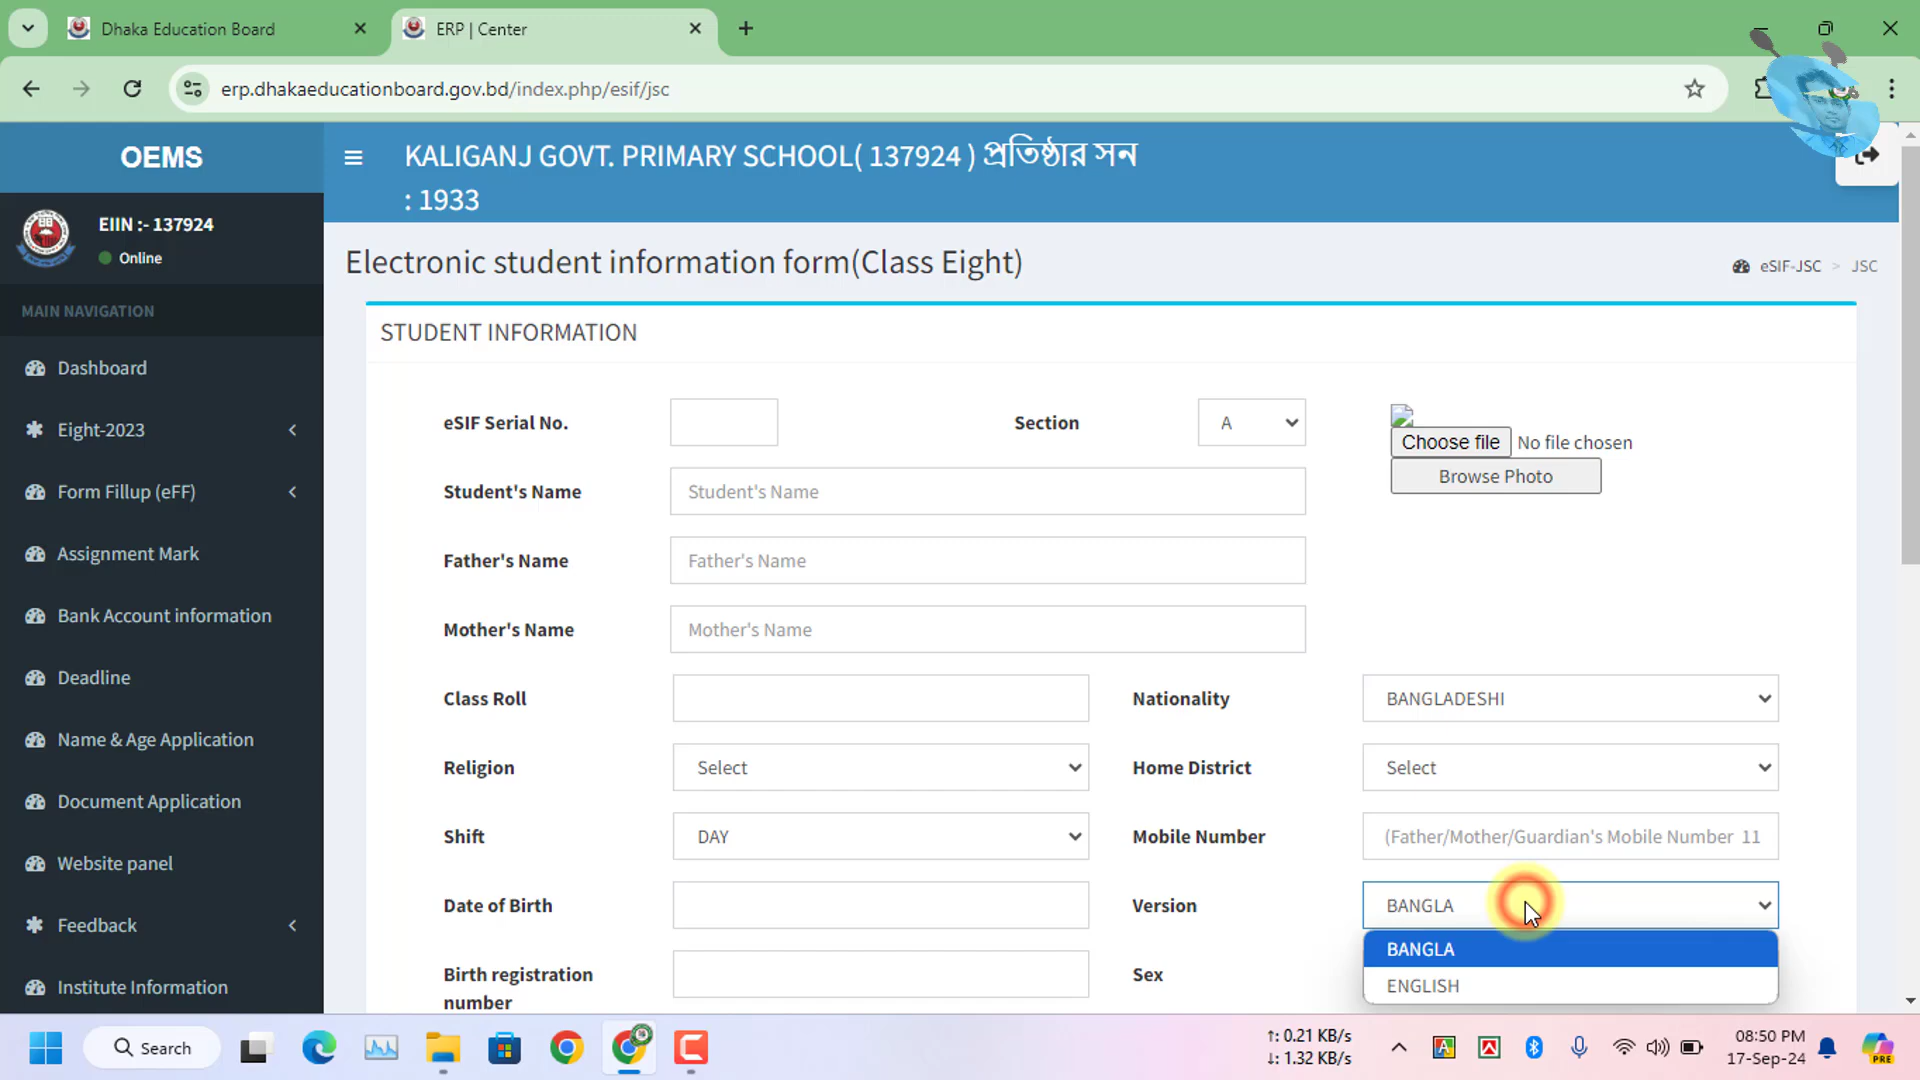 Dhaka Education Board
ERP | Center
erp.dhakaeducationboard.gov.bd/index.php/esif/jsc
OEMS
KALIGANJ GOVT. PRIMARY SCHOOL( 137924 ) প্রতিষ্ঠার সন
: 1933
EIIN :- 137924
Online
Electronic student information form(Class Eight)
eSIF-JSC > JSC
MAIN NAVIGATION
Dashboard
Eight-2023
Form Fillup (eFF)
Assignment Mark
Bank Account information
Deadline
Name & Age Application
Document Application
Website panel
Feedback
Institute Information
STUDENT INFORMATION
eSIF Serial No.
Section
A
Choose file No file chosen
Browse Photo
Student's Name
Student's Name
Father's Name
Father's Name
Mother's Name
Mother's Name
Class Roll
Nationality
BANGLADESHI
Religion
Select
Home District
Select
Shift
DAY
Mobile Number
(Father/Mother/Guardian's Mobile Number 11
Date of Birth
Version
BANGLA
BANGLA
ENGLISH
Birth registration
number
Sex
Search
↑: 0.21 KB/s
↓: 1.32 KB/s
08:50 PM
17-Sep-24
PRE